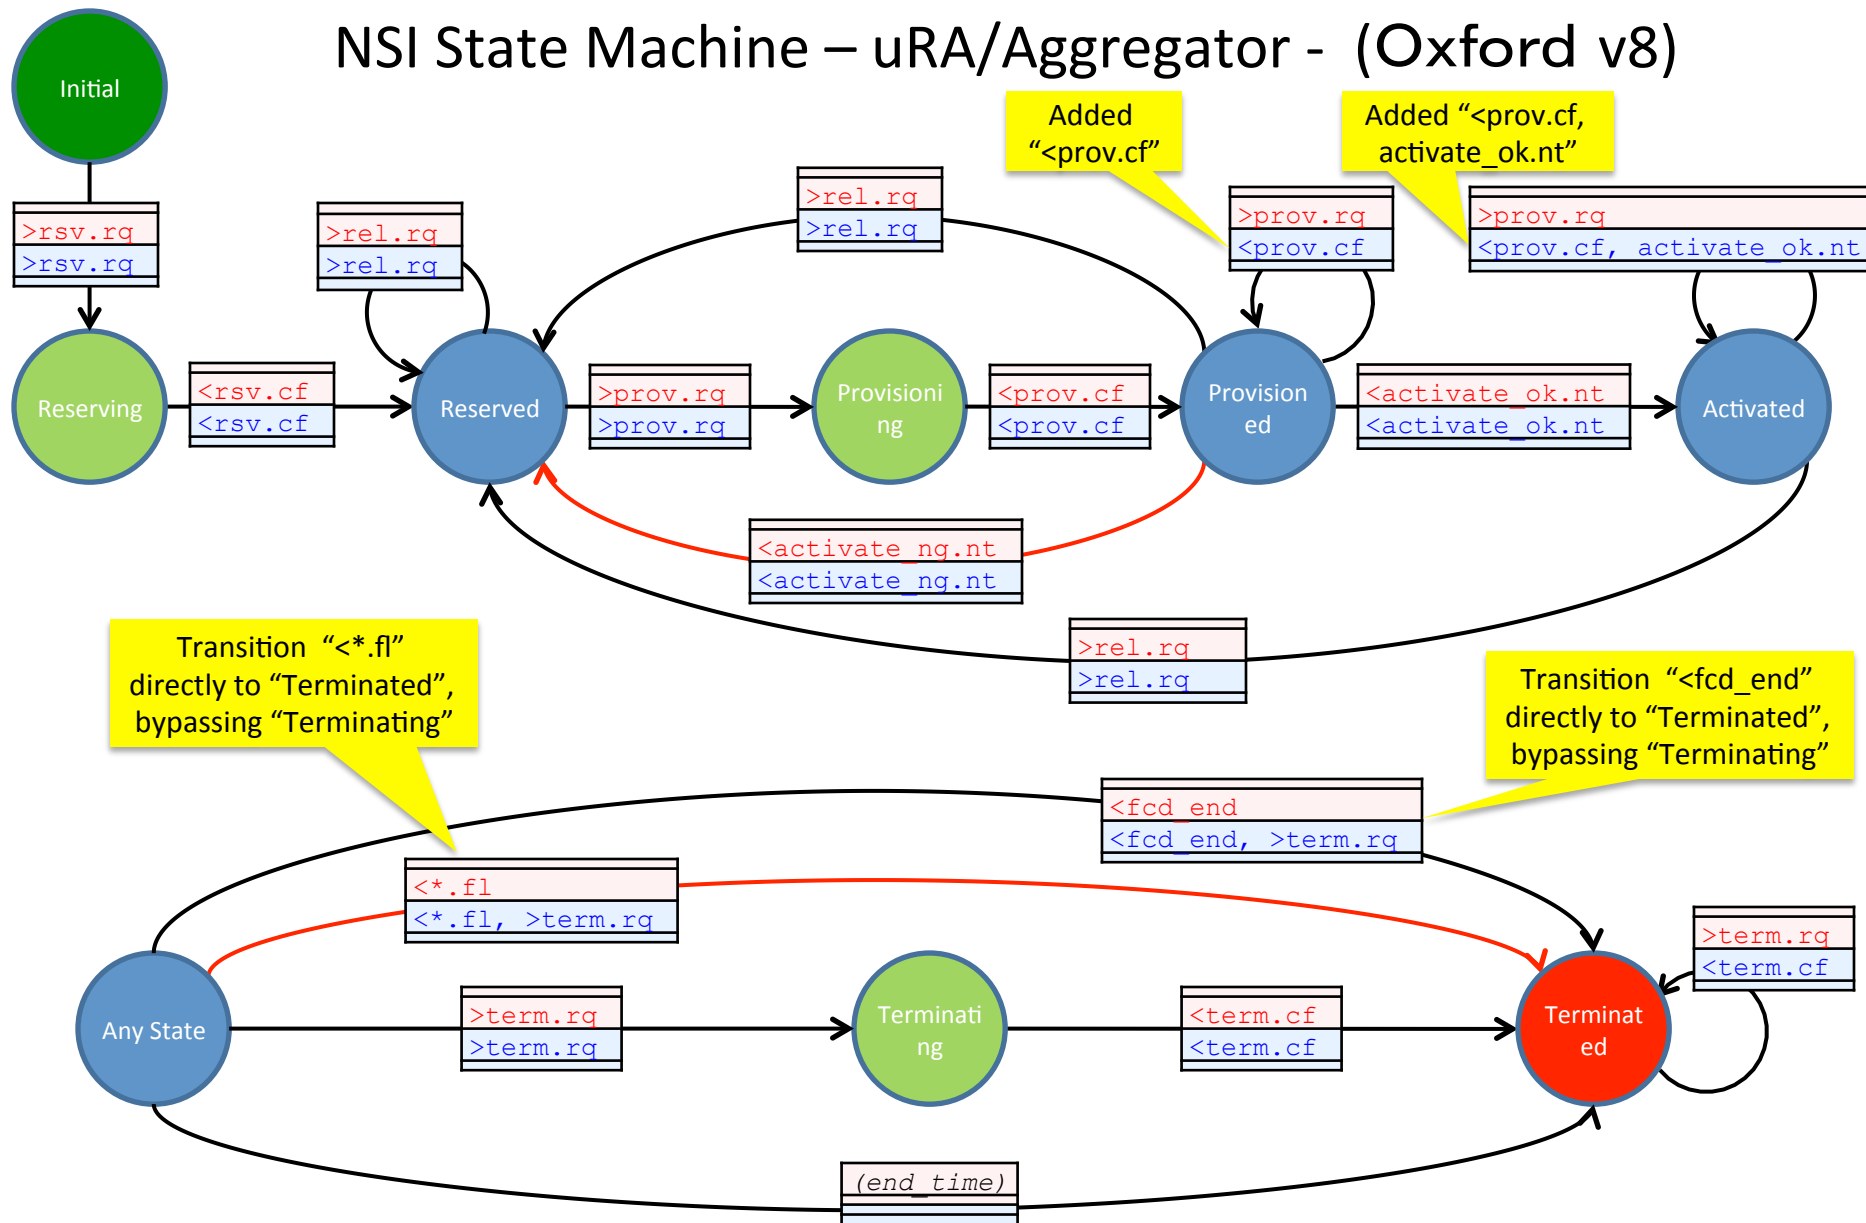 NSI State Machine – uRA/Aggregator - (Oxford v8)
Initial
Added
“<prov.cf”
Added “<prov.cf,
activate_ok.nt”
>rsv.rq
>rsv.rq
>rel.rq
>rel.rq
>rel.rq
>rel.rq
>prov.rq
<prov.cf
>prov.rq
<prov.cf, activate_ok.nt
Reserving
<rsv.cf
<rsv.cf
Reserved
>prov.rq
>prov.rq
Provisioni
ng
<prov.cf
<prov.cf
Provision
ed
<activate_ok.nt
<activate_ok.nt
Activated
<activate_ng.nt
<activate_ng.nt
>rel.rq
>rel.rq
Transition “<*.fl”
directly to “Terminated”,
bypassing “Terminating”
Transition “<fcd_end”
directly to “Terminated”,
bypassing “Terminating”
<fcd_end
<fcd_end, >term.rq
<*.fl
<*.fl, >term.rq
>term.rq
<term.cf
Any State
>term.rq
>term.rq
Terminati
ng
<term.cf
<term.cf
Terminat
ed
(end_time)